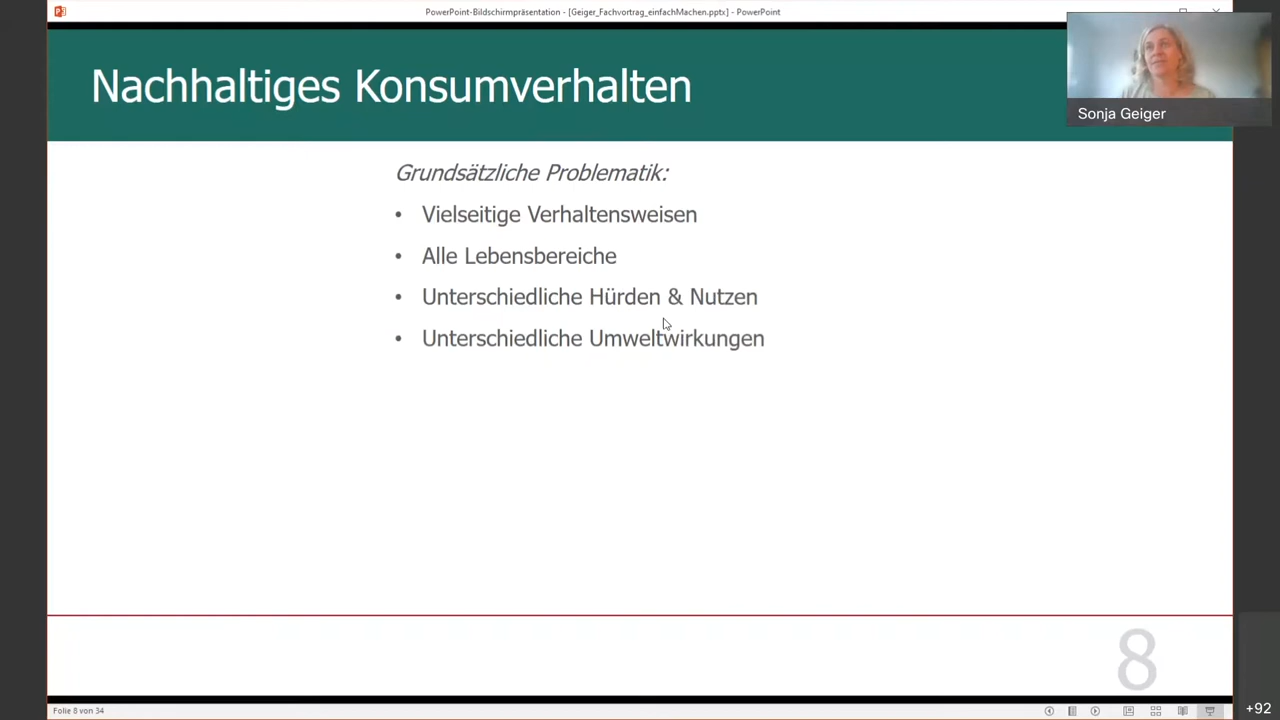 PowerPoint-Bildschirmpräsentation - [Geiger_Fachvortrag_einfachMachen.pptx] - PowerPoint
Sonja Geiger
Nachhaltiges Konsumverhalten
Grundsätzliche Problematik:
• Vielseitige Verhaltensweisen
• Alle Lebensbereiche
• Unterschiedliche Hürden & Nutzen
• Unterschiedliche Umweltwirkungen
8
Folie 8 von 34
+92